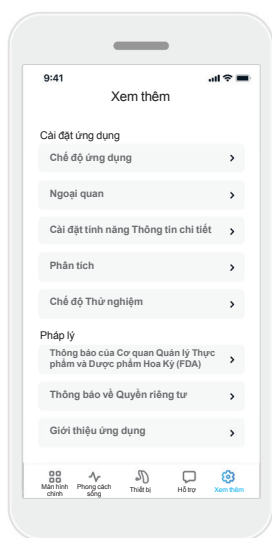 9:41
Xem thêm
Cài đặt ứng dụng
Chế độ ứng dụng
Ngoại quan
Cài đặt tính năng Thông tin chi tiết
Phân tích
Chế độ Thử nghiệm
Pháp lý
Thông báo của Cơ quan Quản lý Thực
phẩm và Dược phẩm Hoa Kỳ (FDA)
Thông báo về Quyền riêng tư
Giới thiệu ứng dụng
Màn hình
chính
Phong cách
sống
Thiết bị
Hỗ trợ
Xem thêm